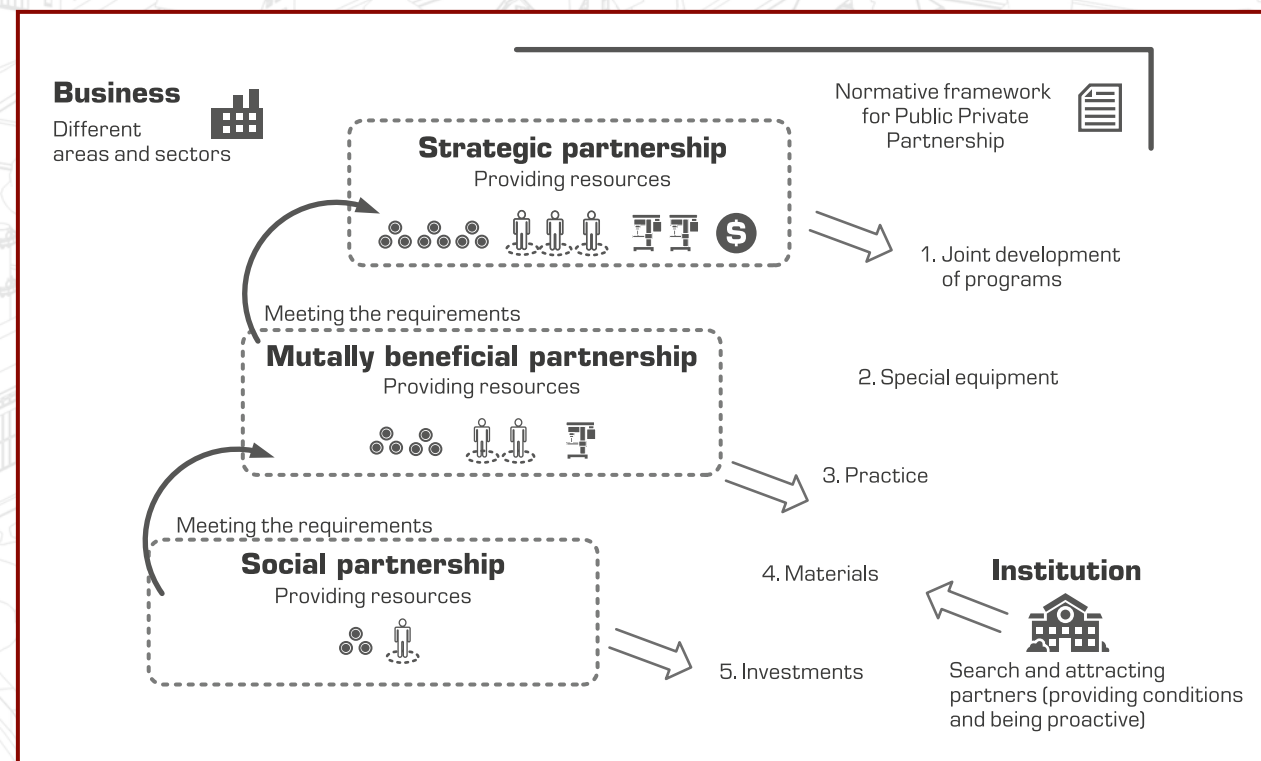 Business
Different
areas and sectors
Normative framework
for Public Private
Partnership
Strategic partnership
Providing resources
$
1. Joint development
of programs
Meeting the requirements
Mutally beneficial partnership
Providing resources
2. Special equipment
3. Practice
Meeting the requirements
Social partnership
Providing resources
4. Materials
Institution
5. Investments
Search and attracting
partners (providing conditions
and being proactive)